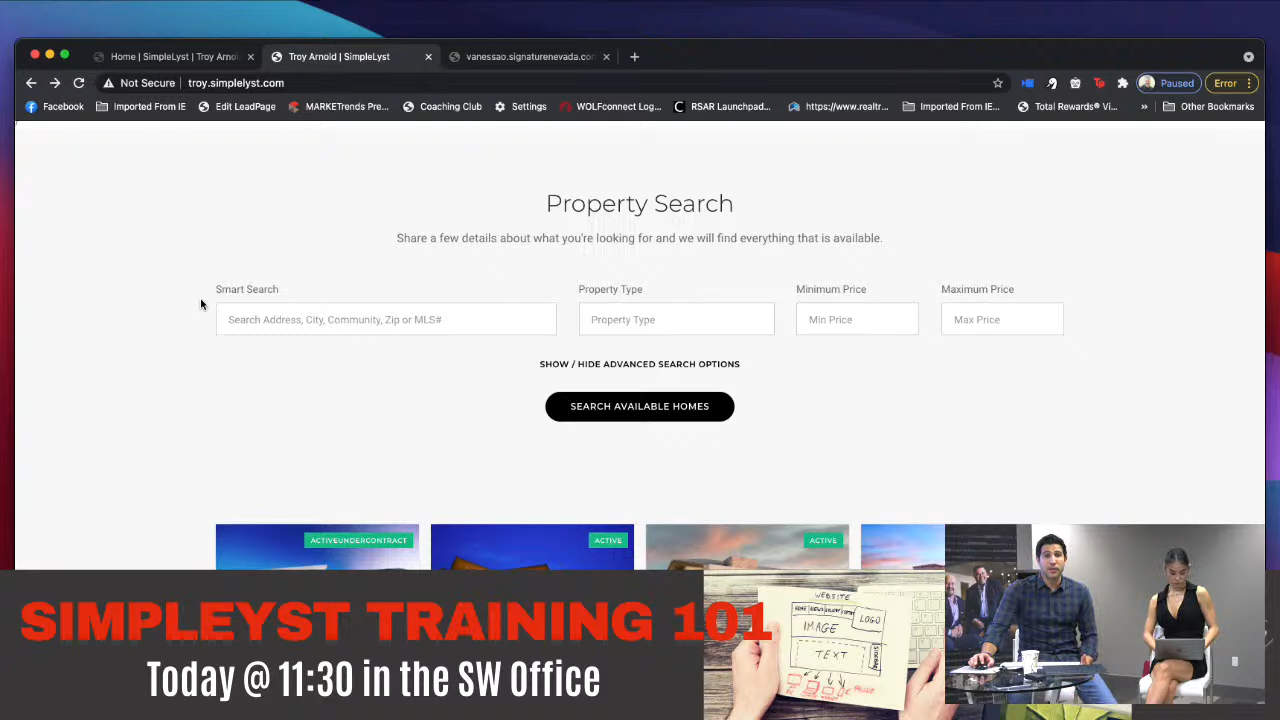 Home | SimpleLyst | Troy Arnol
Troy Arnold | SimpleLyst
vanessao.signaturenevada.con
Not Secure
troy.simplelyst.com
Paused
Error
Facebook
Imported From IE
Edit LeadPage
MARKETrends Pre...
Coaching Club
Settings
WOLFconnect Log...
RSAR Launchpad...
https://www.realtr...
Imported From IE...
Total Rewards® Vi...
»
Other Bookmarks
Property Search
Share a few details about what you're looking for and we will find everything that is available.
Smart Search
Property Type
Minimum Price
Maximum Price
Search Address, City, Community, Zip or MLS#
Property Type
Min Price
Max Price
SHOW / HIDE ADVANCED SEARCH OPTIONS
SEARCH AVAILABLE HOMES
ACTIVEUNDERCONTRACT
ACTIVE
ACTIVE
SIMPLEYST TRAINING 101
Today @ 11:30 in the SW Office
WEBSITE
LOGO
IMAGE
TEXT